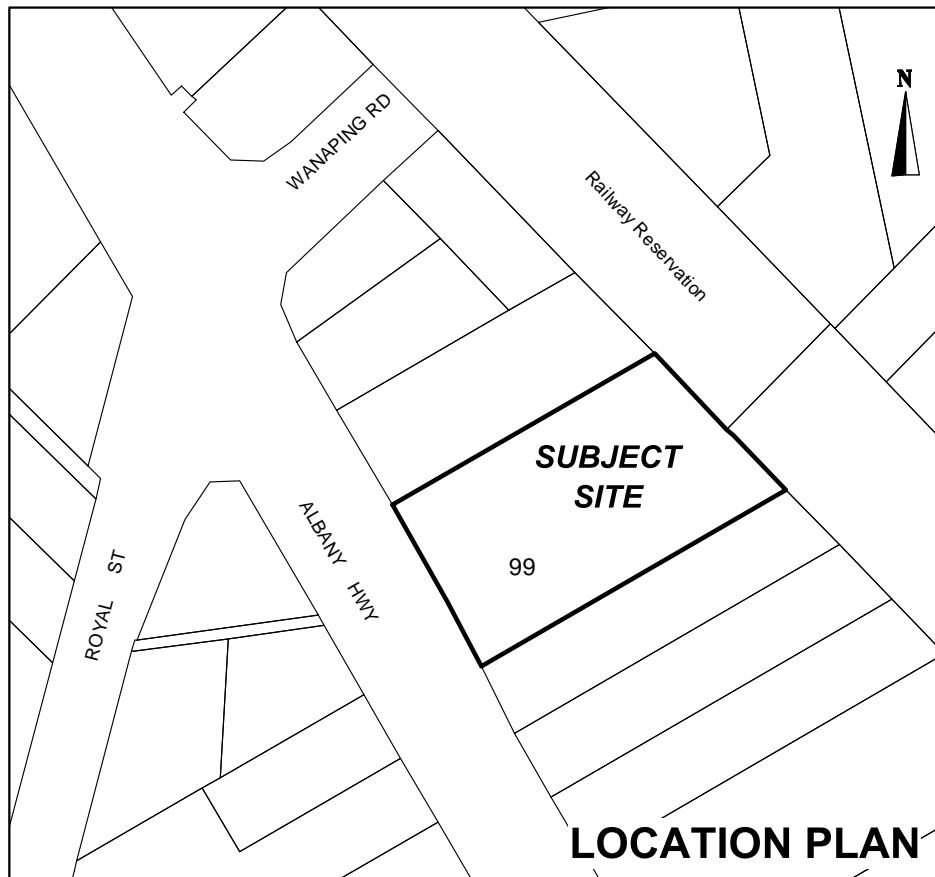 N
WANAPING RD
Railway Reservation
SUBJECT
SITE
99
ALBANY HWY
ROYAL ST
LOCATION PLAN